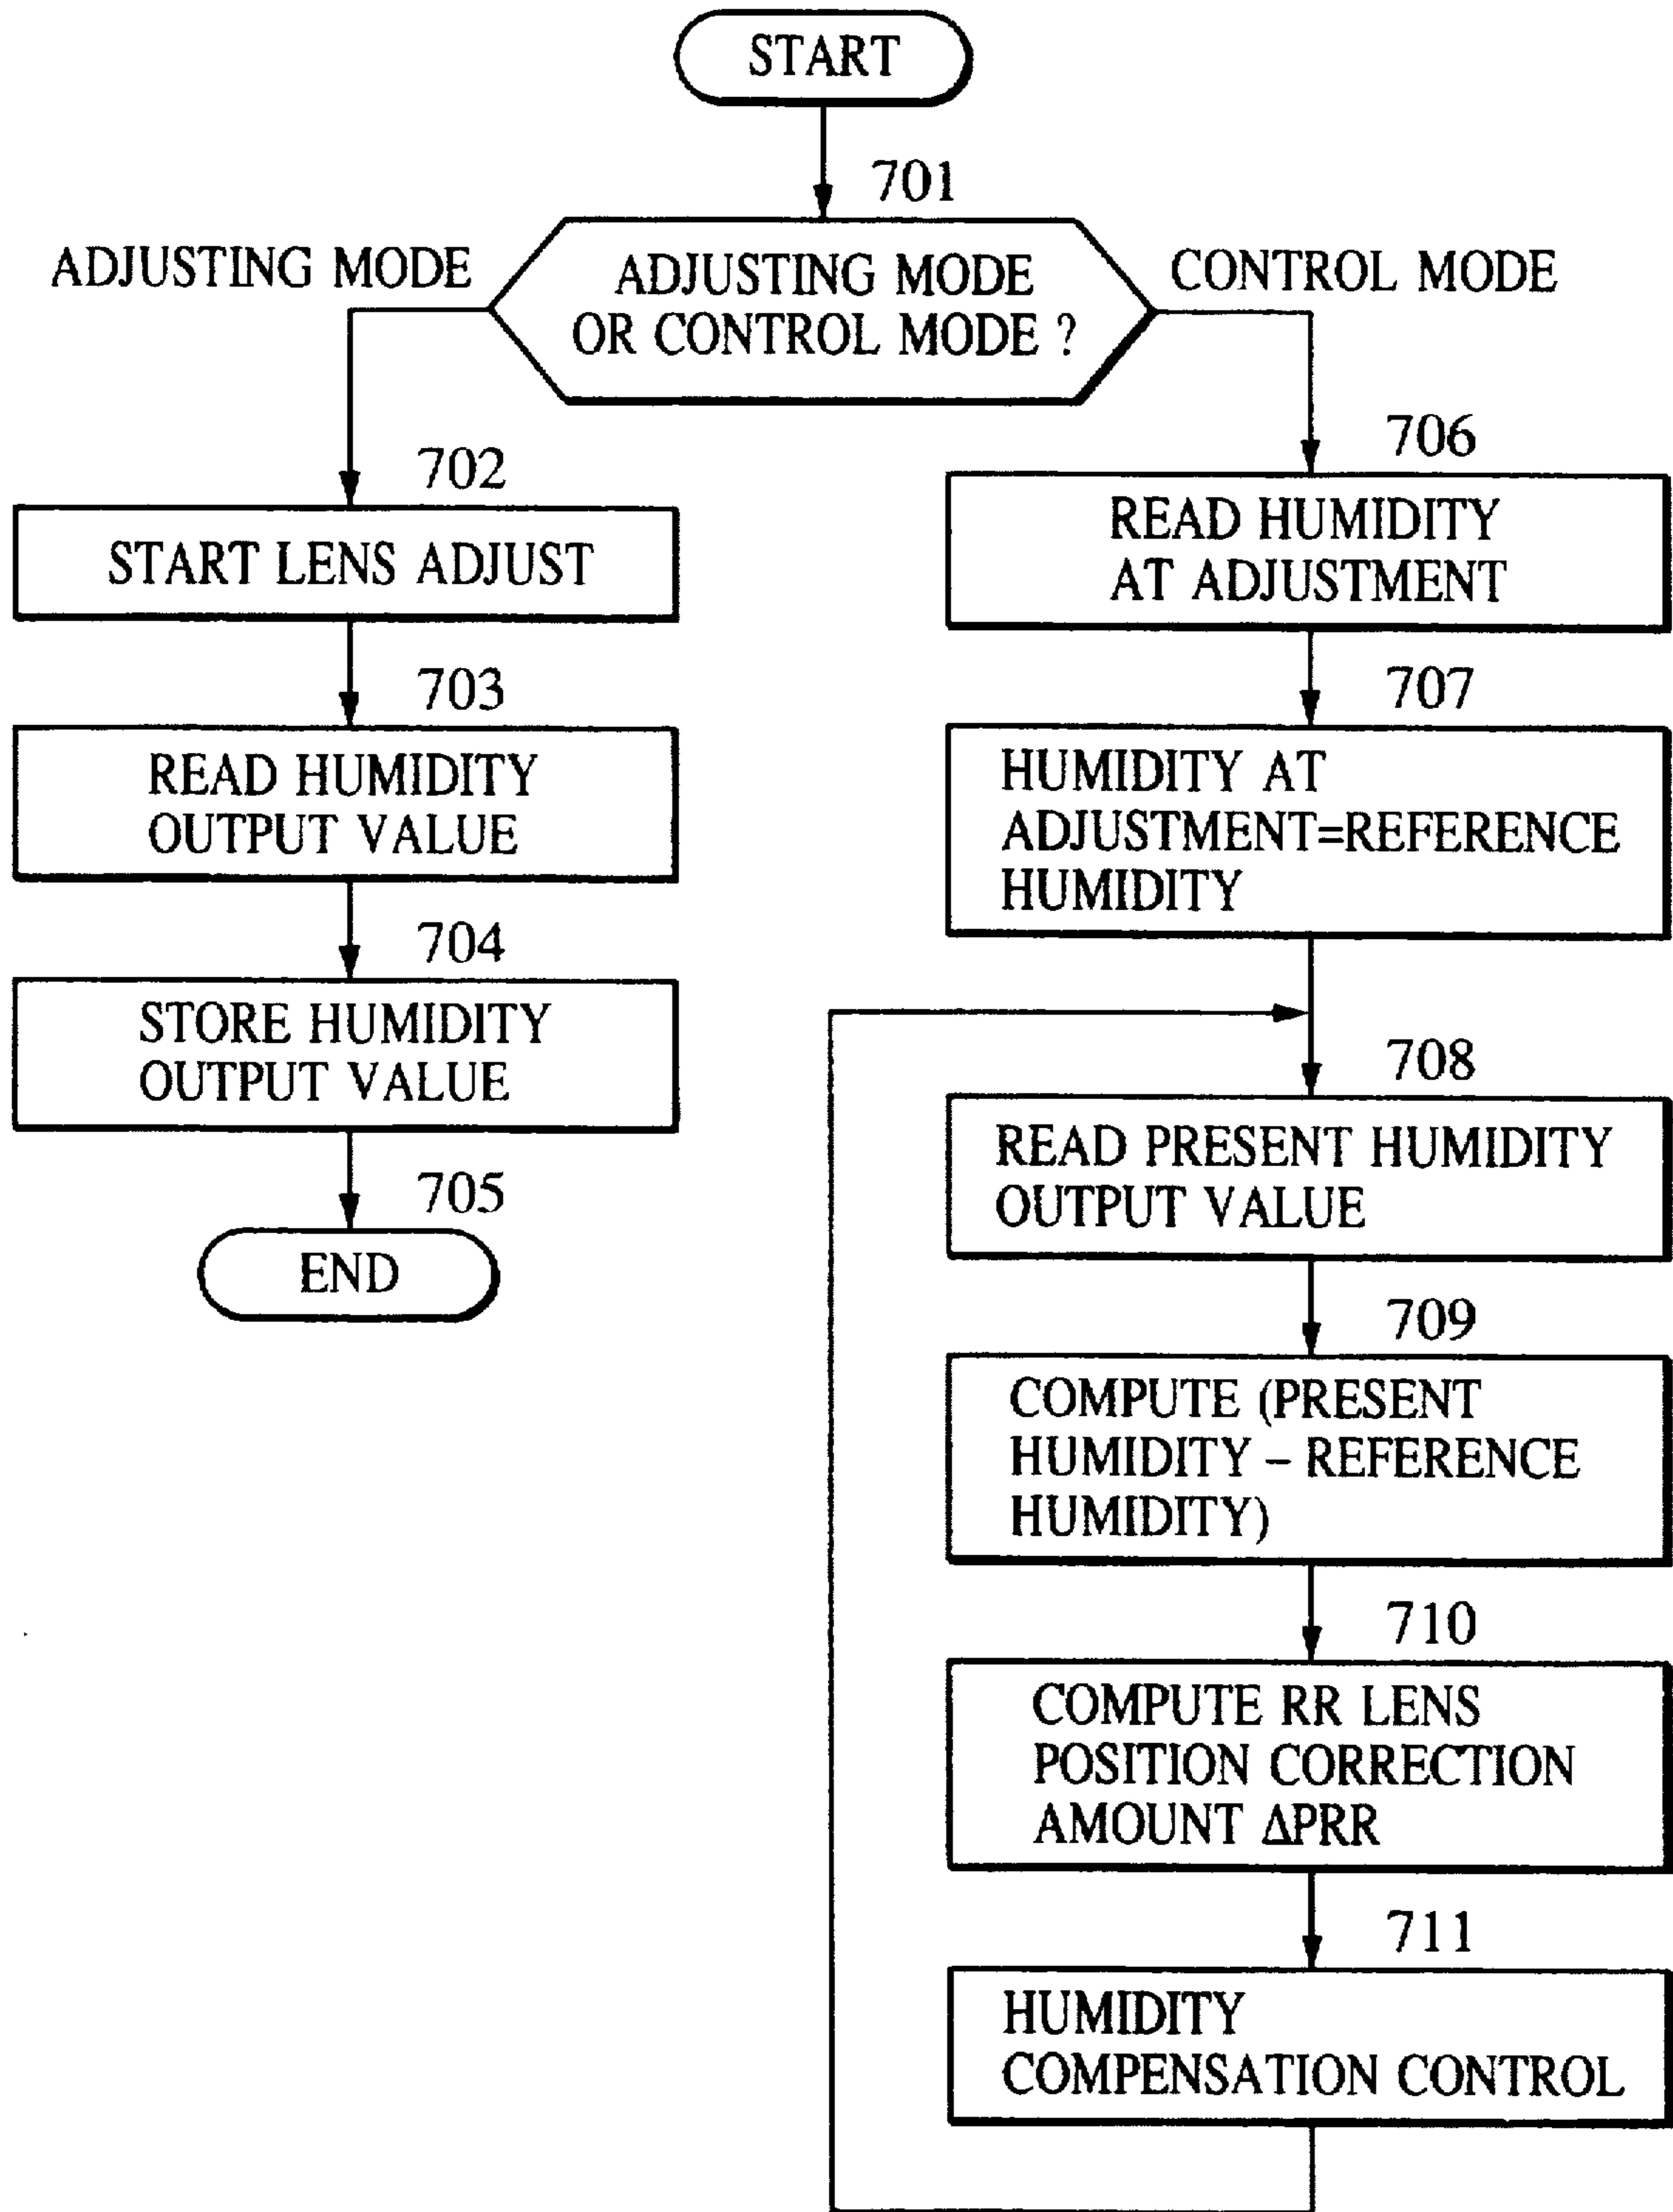 START
701
ADJUSTING MODE
ADJUSTING MODE
OR CONTROL MODE ?
CONTROL MODE
702
START LENS ADJUST
703
READ HUMIDITY
OUTPUT VALUE
704
STORE HUMIDITY
OUTPUT VALUE
705
END
706
READ HUMIDITY
AT ADJUSTMENT
707
HUMIDITY AT
ADJUSTMENT=REFERENCE
HUMIDITY
708
READ PRESENT HUMIDITY
OUTPUT VALUE
709
COMPUTE (PRESENT
HUMIDITY – REFERENCE
HUMIDITY)
710
COMPUTE RR LENS
POSITION CORRECTION
AMOUNT ΔPRR
711
HUMIDITY
COMPENSATION CONTROL